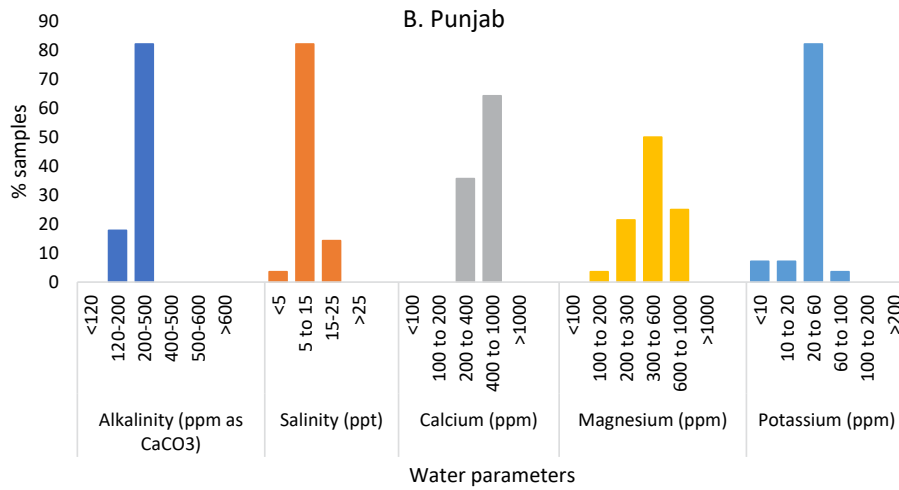 B. Punjab
% samples
90
80
70
60
50
40
30
20
10
0
<120
120-200
200-500
400-500
500-600
>600
<5
5 to 15
15-25
>25
<100
100 to 200
200 to 400
400 to 1000
>1000
<100
100 to 200
200 to 300
300 to 600
600 to 1000
>1000
<10
10 to 20
20 to 60
60 to 100
100 to 200
>200
Alkalinity (ppm as
CaCO3)
Salinity (ppt)
Calcium (ppm)
Magnesium (ppm)
Potassium (ppm)
Water parameters